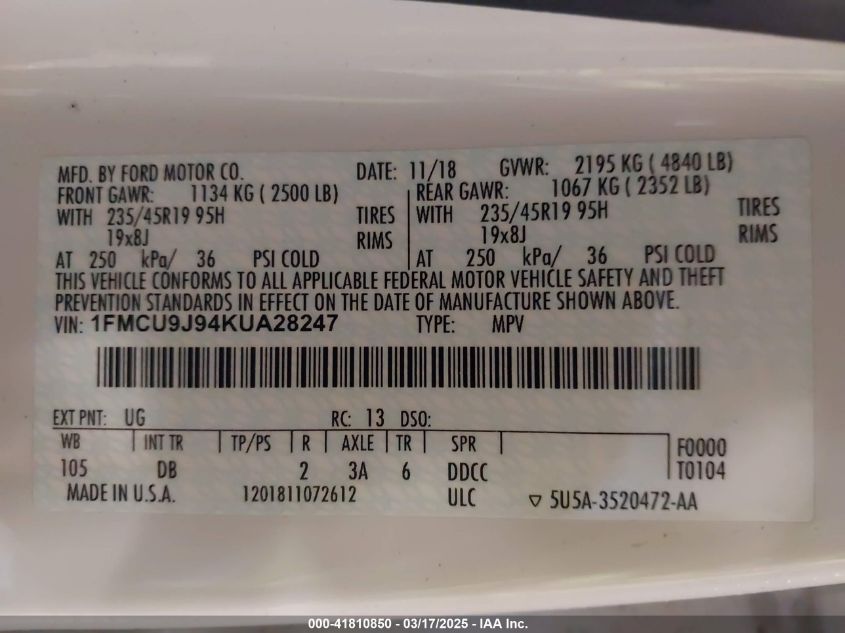 MFD. BY FORD MOTOR CO. DATE: 11/18 GVWR: 2195 KG ( 4840 LB)
FRONT GAWR: 1134 KG ( 2500 LB) REAR GAWR: 1067 KG ( 2352 LB)
WITH 235/45R19 95H TIRES WITH 235/45R19 95H TIRES
19x8J RIMS 19x8J RIMS
AT 250 kPa/ 36 PSI COLD AT 250 kPa/ 36 PSI COLD
THIS VEHICLE CONFORMS TO ALL APPLICABLE FEDERAL MOTOR VEHICLE SAFETY AND THEFT
PREVENTION STANDARDS IN EFFECT ON THE DATE OF MANUFACTURE SHOWN ABOVE.
VIN: 1FMCU9J94KUA28247 TYPE: MPV
EXT PNT: UG RC: 13 DSO:
WB INT TR TP/PS R AXLE TR SPR F0000
105 DB 2 3A 6 DDCC T0104
MADE IN U.S.A. 1201811072612 ULC ▽ 5U5A-3520472-AA
000-41810850 - 03/17/2025 - IAA Inc.